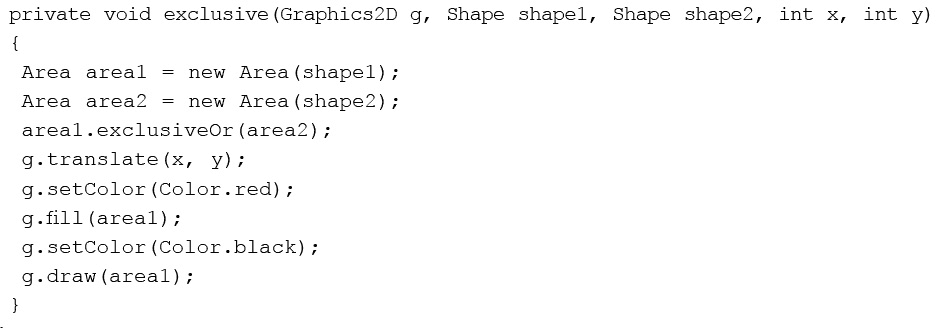 private void exclusive(Graphics2D g, Shape shape1, Shape shape2, int x, int y)
{
Area area1 = new Area(shape1);
Area area2 = new Area(shape2);
area1.exclusiveOr(area2);
g.translate(x, y);
g.setColor(Color.red);
g.fill(area1);
g.setColor(Color.black);
g.draw(area1);
}